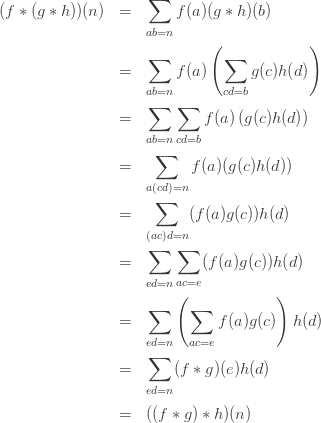 (f ∗ (g ∗ h))(n) = ∑_{ab=n} f(a)(g ∗ h)(b)
= ∑_{ab=n} f(a) (∑_{cd=b} g(c)h(d))
= ∑_{ab=n} ∑_{cd=b} f(a) (g(c)h(d))
= ∑_{a(cd)=n} f(a)(g(c)h(d))
= ∑_{(ac)d=n} (f(a)g(c))h(d)
= ∑_{ed=n} ∑_{ac=e} (f(a)g(c))h(d)
= ∑_{ed=n} (∑_{ac=e} f(a)g(c)) h(d)
= ∑_{ed=n} (f ∗ g)(e)h(d)
= ((f ∗ g) ∗ h)(n)